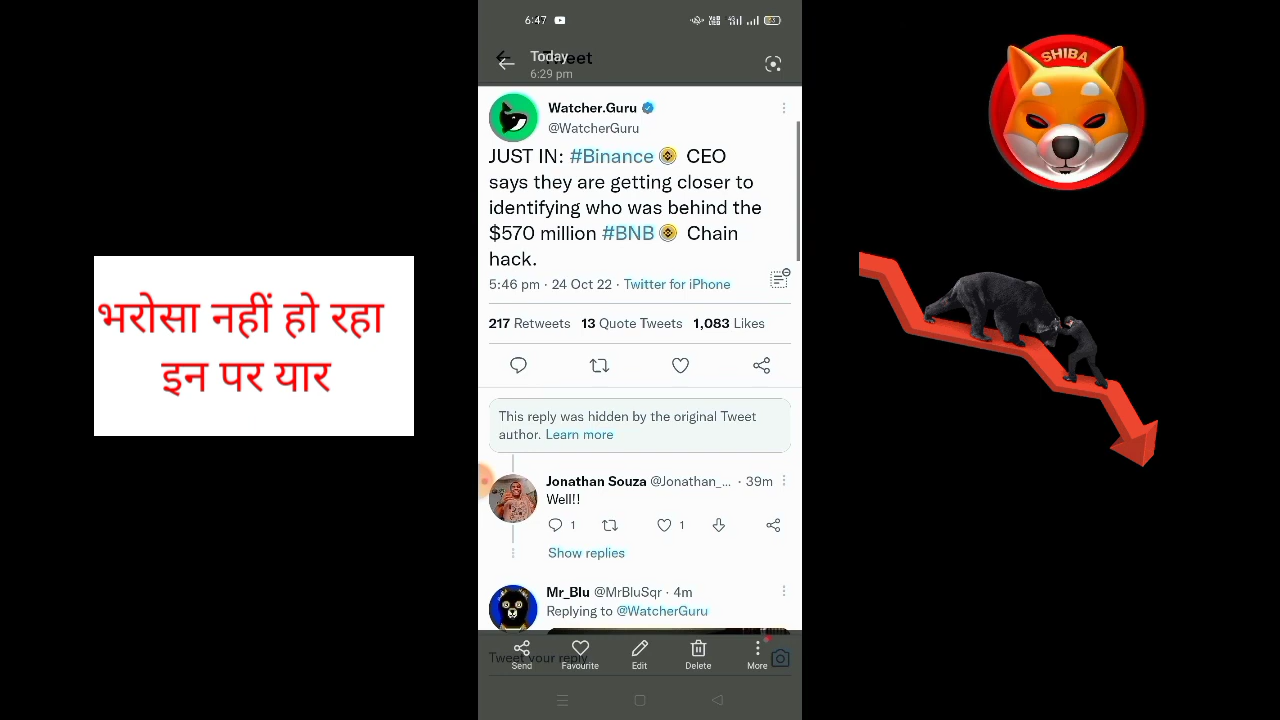 भरोसा नहीं हो रहा
इन पर यार
6:47
Today
Tweet
6:29 pm
Watcher.Guru
@WatcherGuru
JUST IN: #Binance CEO
says they are getting closer to
identifying who was behind the
$570 million #BNB Chain
hack.
5:46 pm · 24 Oct 22 · Twitter for iPhone
217 Retweets 13 Quote Tweets 1,083 Likes
This reply was hidden by the original Tweet
author. Learn more
Jonathan Souza @Jonathan_... · 39m
Well!!
1 1
Show replies
Mr_Blu @MrBluSqr · 4m
Replying to @WatcherGuru
Tweet your reply
Send Favourite Edit Delete More
SHIBA